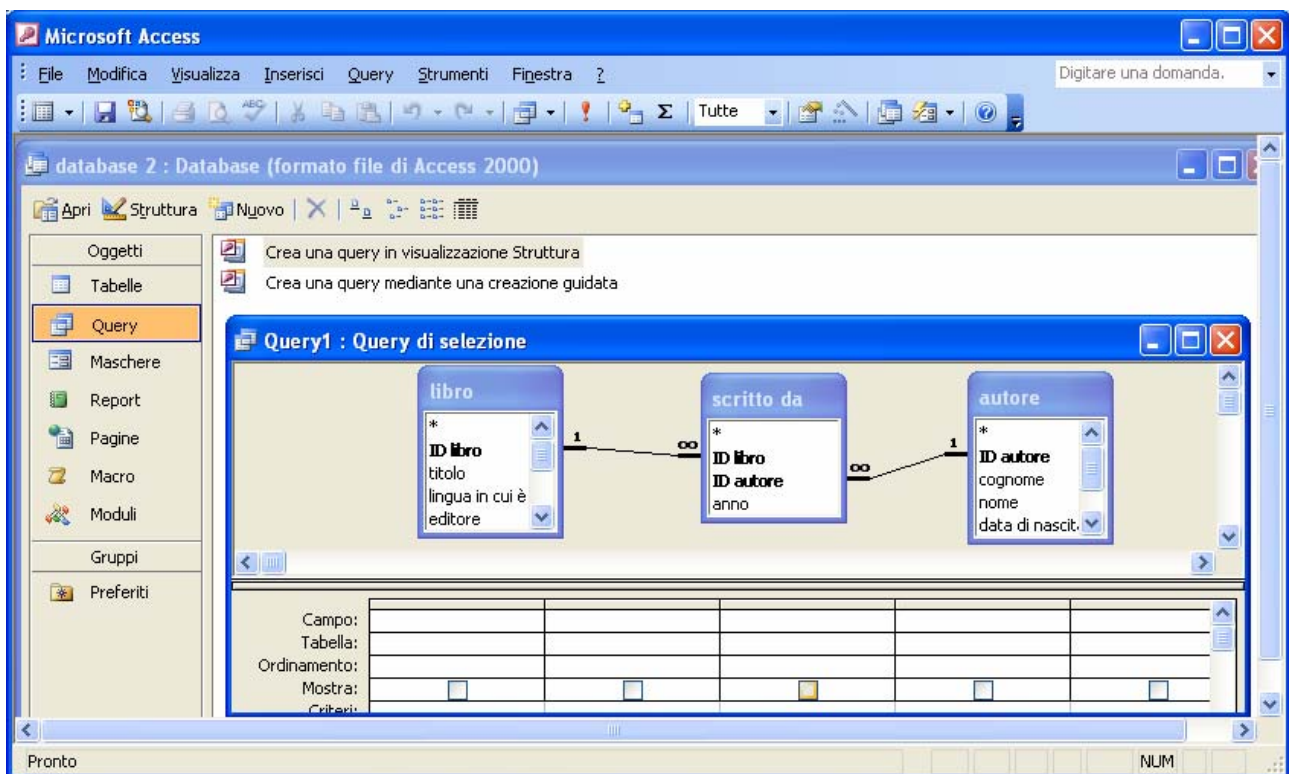 Microsoft Access
File Modifica Visualizza Inserisci Query Strumenti Finestra ? Digitare una domanda.
Tutte
database 2 : Database (formato file di Access 2000)
Apri Struttura Nuovo
Oggetti
Tabelle
Query
Maschere
Report
Pagine
Macro
Moduli
Gruppi
Preferiti
Crea una query in visualizzazione Struttura
Crea una query mediante una creazione guidata
Query1 : Query di selezione
libro
*
ID libro
titolo
lingua in cui è
editore
1 ∞
scritto da
*
ID libro
ID autore
anno
∞ 1
autore
*
ID autore
cognome
nome
data di nascit
Campo:
Tabella:
Ordinamento:
Mostra:
Criteri:
Pronto NUM